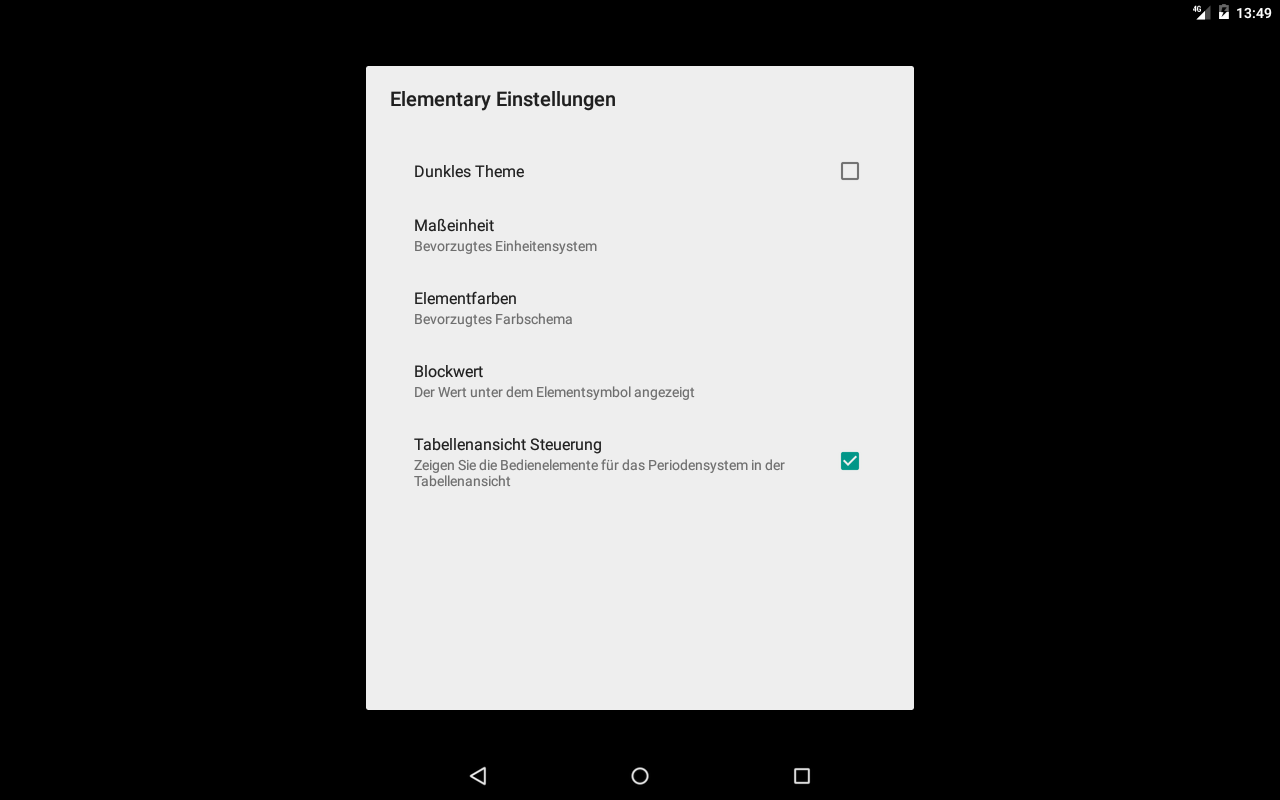 4G 13:49
Elementary Einstellungen
Dunkles Theme
Maßeinheit
Bevorzugtes Einheitensystem
Elementfarben
Bevorzugtes Farbschema
Blockwert
Der Wert unter dem Elementsymbol angezeigt
Tabellenansicht Steuerung
Zeigen Sie die Bedienelemente für das Periodensystem in der
Tabellenansicht